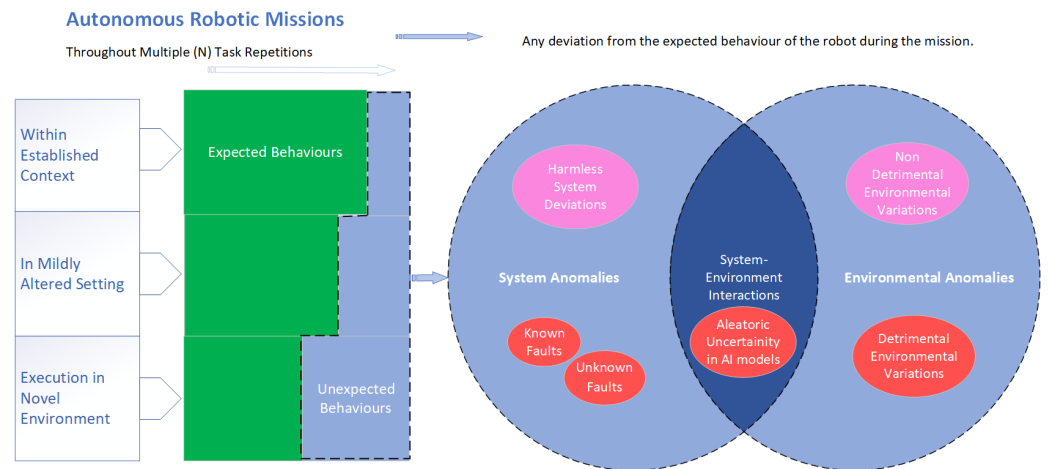 Autonomous Robotic Missions
Throughout Multiple (N) Task Repetitions
Any deviation from the expected behaviour of the robot during the mission.
Within
Established
Context
In Mildly
Altered Setting
Execution in
Novel
Environment
Expected Behaviours
Unexpected
Behaviours
Harmless
System
Deviations
System Anomalies
Known
Faults
Unknown
Faults
System-
Environment
Interactions
Aleatoric
Uncertainity
in AI models
Non
Detrimental
Environmental
Variations
Environmental Anomalies
Detrimental
Environmental
Variations